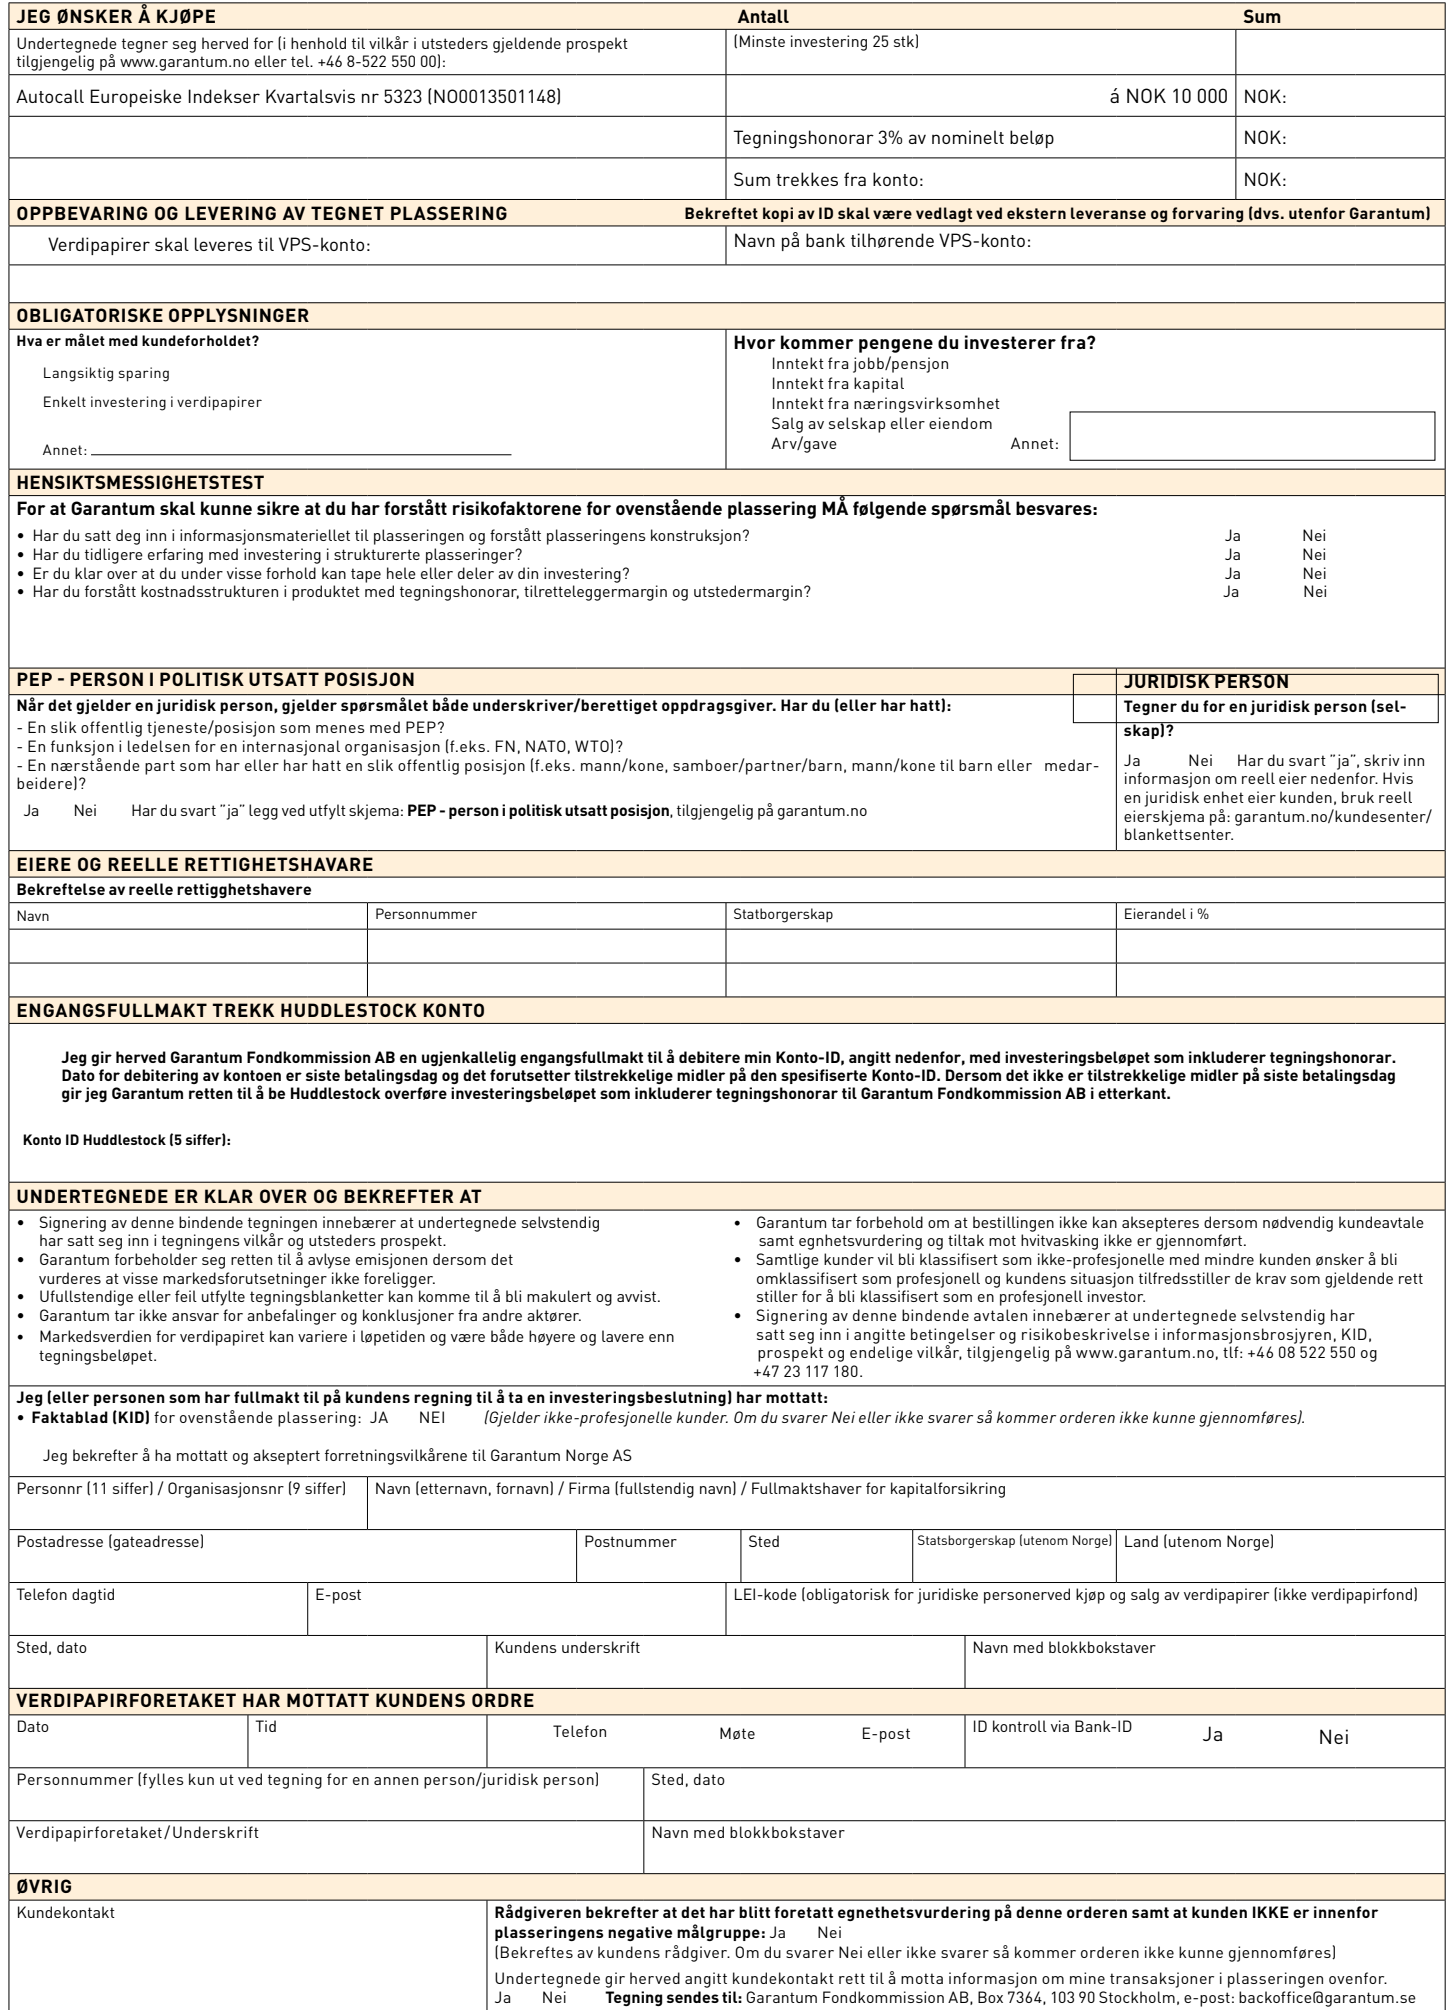 JEG ØNSKER Å KJØPE Antall Sum
Undertegnede tegner seg herved for (i henhold til vilkår i utsteders gjeldende prospekt
tilgjengelig på www.garantum.no eller tel. +46 8-522 550 00):
(Minste investering 25 stk)
Autocall Europeiske Indekser Kvartalsvis nr 5323 (NO0013501148) á NOK 10 000 NOK:
Tegningshonorar 3% av nominelt beløp NOK:
Sum trekkes fra konto: NOK:
OPPBEVARING OG LEVERING AV TEGNET PLASSERING Bekreftet kopi av ID skal være vedlagt ved ekstern leveranse og forvaring (dvs. utenfor Garantum)
Verdipapirer skal leveres til VPS-konto: Navn på bank tilhørende VPS-konto:
OBLIGATORISKE OPPLYSNINGER
Hva er målet med kundeforholdet?
Langsiktig sparing
Enkelt investering i verdipapirer
Annet:
Hvor kommer pengene du investerer fra?
Inntekt fra jobb/pensjon
Inntekt fra kapital
Inntekt fra næringsvirksomhet
Salg av selskap eller eiendom
Arv/gave Annet:
HENSIKTSMESSIGHETSTEST
For at Garantum skal kunne sikre at du har forstått risikofaktorene for ovenstående plassering MÅ følgende spørsmål besvares:
• Har du satt deg inn i informasjonsmateriellet til plasseringen og forstått plasseringens konstruksjon? Ja Nei
• Har du tidligere erfaring med investering i strukturerte plasseringer? Ja Nei
• Er du klar over at du under visse forhold kan tape hele eller deler av din investering? Ja Nei
• Har du forstått kostnadsstrukturen i produktet med tegningshonorar, tilretteleggermargin og utstedermargin? Ja Nei
PEP - PERSON I POLITISK UTSATT POSISJON
Når det gjelder en juridisk person, gjelder spørsmålet både underskriver/berettiget oppdragsgiver. Har du (eller har hatt):
- En slik offentlig tjeneste/posisjon som menes med PEP?
- En funksjon i ledelsen for en internasjonal organisasjon (f.eks. FN, NATO, WTO)?
- En nærstående part som har eller har hatt en slik offentlig posisjon (f.eks. mann/kone, samboer/partner/barn, mann/kone til barn eller medar-
beidere)?
Ja Nei Har du svart ”ja” legg ved utfylt skjema: PEP - person i politisk utsatt posisjon, tilgjengelig på garantum.no
JURIDISK PERSON
Tegner du for en juridisk person (sel-
skap)?
Ja Nei Har du svart ”ja”, skriv inn
informasjon om reell eier nedenfor. Hvis
en juridisk enhet eier kunden, bruk reell
eierskjema på: garantum.no/kundesenter/
blankettsenter.
EIERE OG REELLE RETTIGHETSHAVARE
Bekreftelse av reelle rettigghetshavere
Navn Personnummer Statborgerskap Eierandel i %
ENGANGSFULLMAKT TREKK HUDDLESTOCK KONTO
Jeg gir herved Garantum Fondkommission AB en ugjenkallelig engangsfullmakt til å debitere min Konto-ID, angitt nedenfor, med investeringsbeløpet som inkluderer tegningshonorar.
Dato for debitering av kontoen er siste betalingsdag og det forutsetter tilstrekkelige midler på den spesifiserte Konto-ID. Dersom det ikke er tilstrekkelige midler på siste betalingsdag
gir jeg Garantum retten til å be Huddlestock overføre investeringsbeløpet som inkluderer tegningshonorar til Garantum Fondkommission AB i etterkant.
Konto ID Huddlestock (5 siffer):
UNDERTEGNEDE ER KLAR OVER OG BEKREFTER AT
• Signering av denne bindende tegningen innebærer at undertegnede selvstendig
har satt seg inn i tegningens vilkår og utsteders prospekt.
• Garantum forbeholder seg retten til å avlyse emisjonen dersom det
vurderes at visse markedsforutsetninger ikke foreligger.
• Ufullstendige eller feil utfylte tegningsblanketter kan komme til å bli makulert og avvist.
• Garantum tar ikke ansvar for anbefalinger og konklusjoner fra andre aktører.
• Markedsverdien for verdipapiret kan variere i løpetiden og være både høyere og lavere enn
tegningsbeløpet.
• Garantum tar forbehold om at bestillingen ikke kan aksepteres dersom nødvendig kundeavtale
samt egnhetsvurdering og tiltak mot hvitvasking ikke er gjennomført.
• Samtlige kunder vil bli klassifisert som ikke-profesjonelle med mindre kunden ønsker å bli
omklassifisert som profesjonell og kundens situasjon tilfredsstiller de krav som gjeldende rett
stiller for å bli klassifisert som en profesjonell investor.
• Signering av denne bindende avtalen innebærer at undertegnede selvstendig har
satt seg inn i angitte betingelser og risikobeskrivelse i informasjonsbrosjyren, KID,
prospekt og endelige vilkår, tilgjengelig på www.garantum.no, tlf: +46 08 522 550 og
+47 23 117 180.
Jeg (eller personen som har fullmakt til på kundens regning til å ta en investeringsbeslutning) har mottatt:
• Faktablad (KID) for ovenstående plassering: JA NEI (Gjelder ikke-profesjonelle kunder. Om du svarer Nei eller ikke svarer så kommer orderen ikke kunne gjennomføres).
Jeg bekrefter å ha mottatt og akseptert forretningsvilkårene til Garantum Norge AS
Personnr (11 siffer) / Organisasjonsnr (9 siffer) Navn (etternavn, fornavn) / Firma (fullstendig navn) / Fullmaktshaver for kapitalforsikring
Postadresse (gateadresse) Postnummer Sted Statsborgerskap (utenom Norge) Land (utenom Norge)
Telefon dagtid E-post LEI-kode (obligatorisk for juridiske personerved kjøp og salg av verdipapirer (ikke verdipapirfond)
Sted, dato Kundens underskrift Navn med blokkbokstaver
VERDIPAPIRFORETAKET HAR MOTTATT KUNDENS ORDRE
Dato Tid Telefon Møte E-post ID kontroll via Bank-ID Ja Nei
Personnummer (fylles kun ut ved tegning for en annen person/juridisk person) Sted, dato
Verdipapirforetaket/Underskrift Navn med blokkbokstaver
ØVRIG
Kundekontakt
Rådgiveren bekrefter at det har blitt foretatt egnethetsvurdering på denne orderen samt at kunden IKKE er innenfor
plasseringens negative målgruppe: Ja Nei
(Bekreftes av kundens rådgiver. Om du svarer Nei eller ikke svarer så kommer orderen ikke kunne gjennomføres)
Undertegnede gir herved angitt kundekontakt rett til å motta informasjon om mine transaksjoner i plasseringen ovenfor.
Ja Nei Tegning sendes til: Garantum Fondkommission AB, Box 7364, 103 90 Stockholm, e-post: backoffice@garantum.se